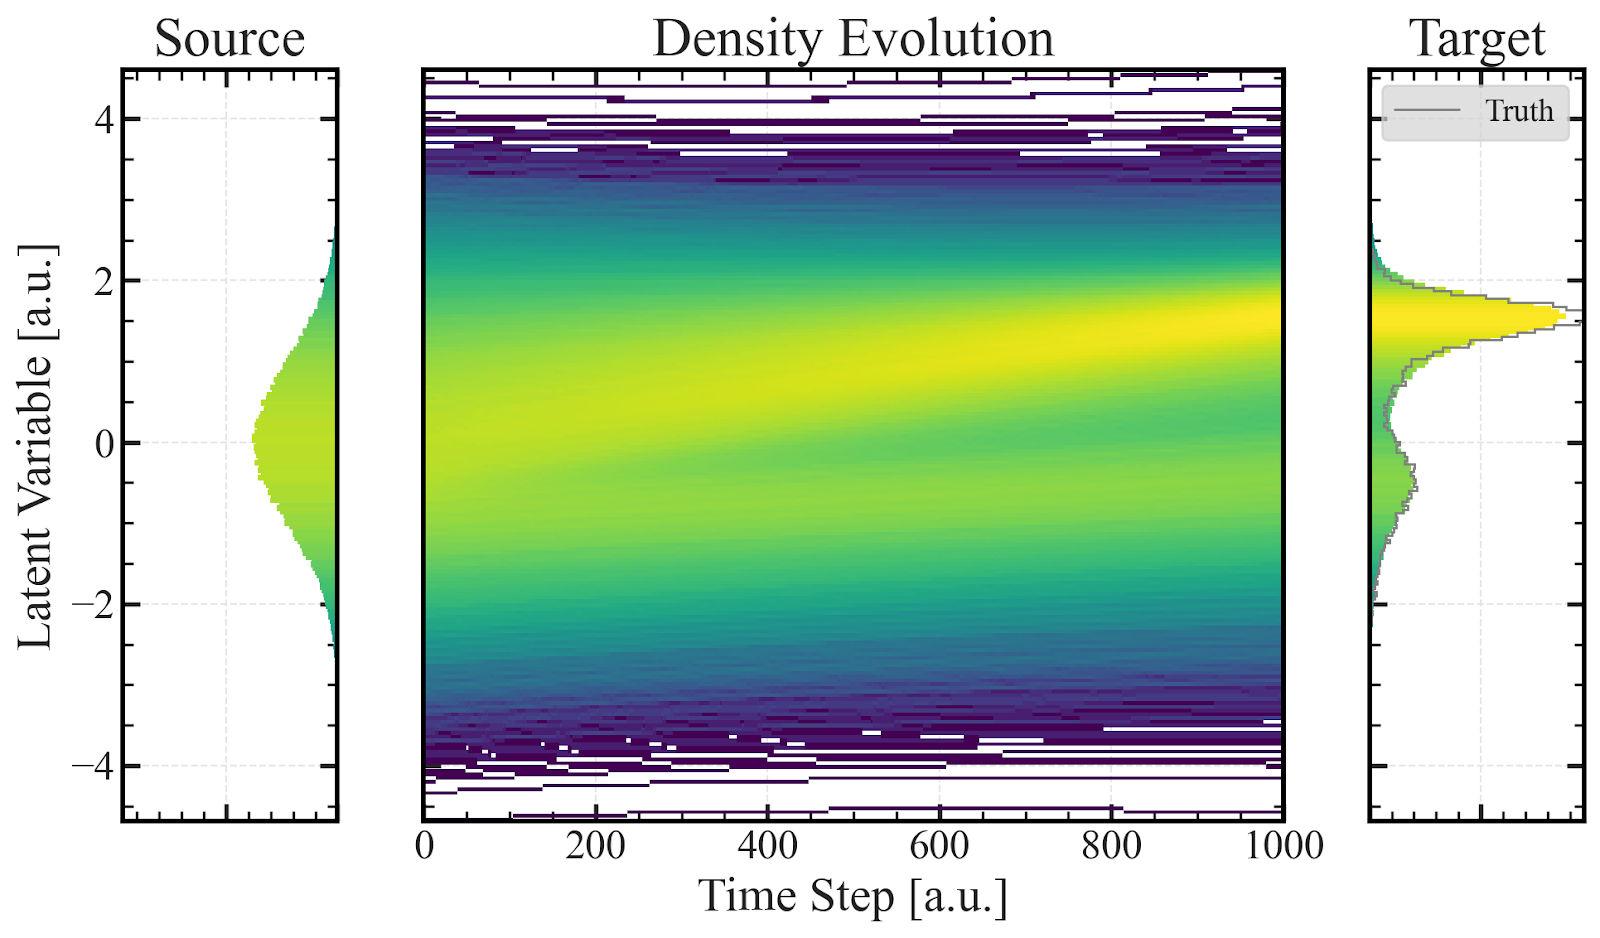 Source
Density Evolution
Target
Truth
Latent Variable [a.u.]
4
2
0
−2
−4
0 200 400 600 800 1000
Time Step [a.u.]